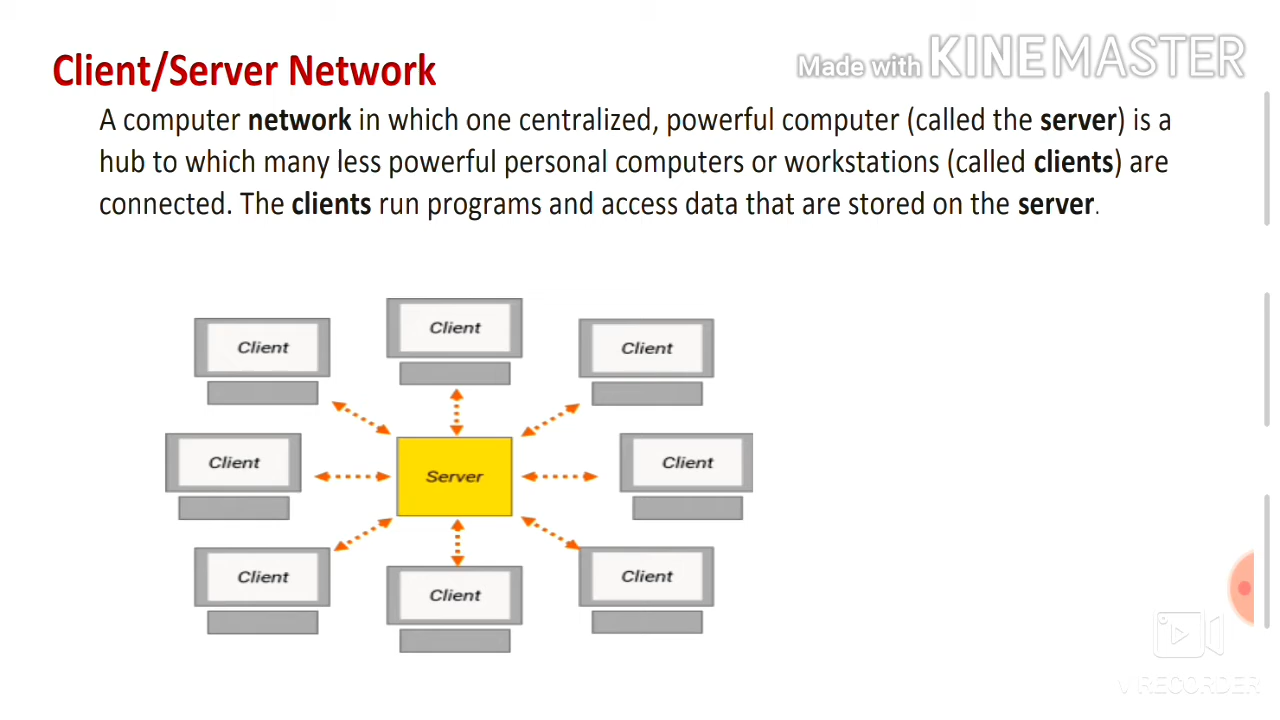 Made with KINEMASTER
Client/Server Network
A computer network in which one centralized, powerful computer (called the server) is a
hub to which many less powerful personal computers or workstations (called clients) are
connected. The clients run programs and access data that are stored on the server.
Client
Client
Client
Client
Server
Client
Client
Client
Client
V RECORDER